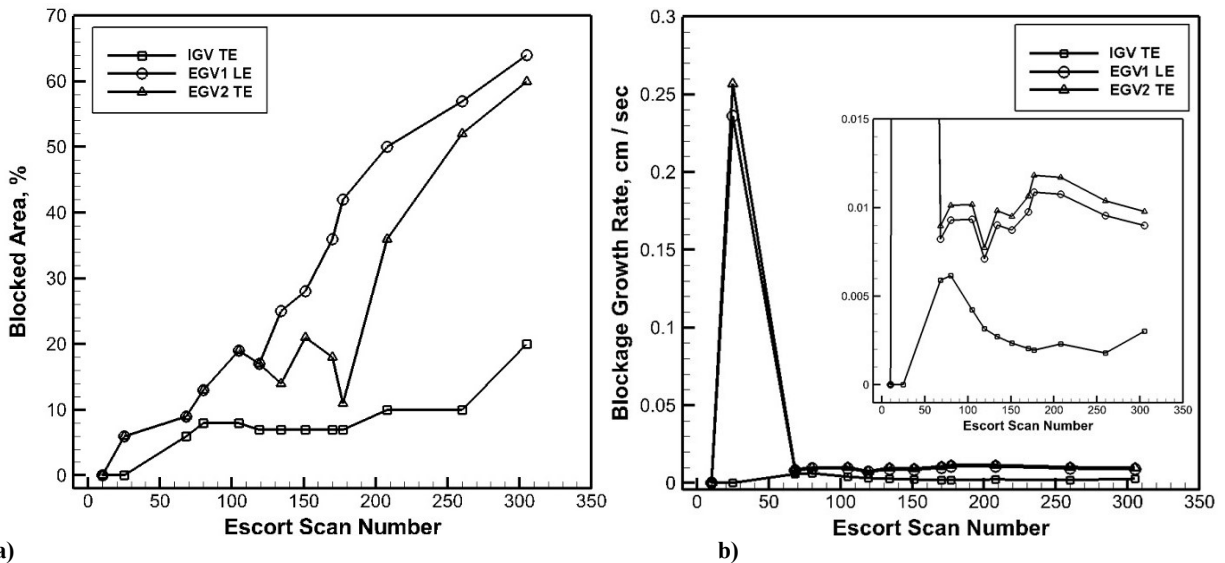 70
60
50
40
30
20
10
0
Blocked Area, %
IGV TE
EGV1 LE
EGV2 TE
0 50 100 150 200 250 300 350
Escort Scan Number
a)
0.3
0.25
0.2
0.15
0.1
0.05
0
Blockage Growth Rate, cm / sec
IGV TE
EGV1 LE
EGV2 TE
0.015
0.01
0.005
0
0 50 100 150 200 250 300 350
Escort Scan Number
0 50 100 150 200 250 300 350
Escort Scan Number
b)